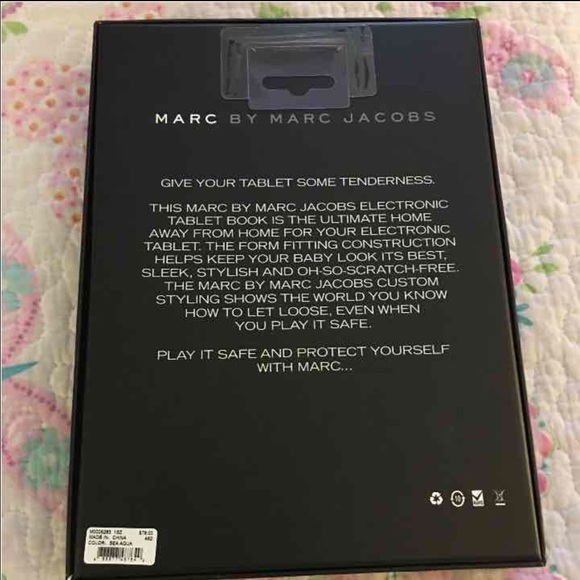 MARC BY MARC JACOBS
GIVE YOUR TABLET SOME TENDERNESS.
THIS MARC BY MARC JACOBS ELECTRONIC
TABLET BOOK IS THE ULTIMATE HOME
AWAY FROM HOME FOR YOUR ELECTRONIC
TABLET. THE FORM FITTING CONSTRUCTION
HELPS KEEP YOUR BABY LOOK ITS BEST,
SLEEK, STYLISH AND OH-SO-SCRATCH-FREE.
THE MARC BY MARC JACOBS CUSTOM
STYLING SHOWS THE WORLD YOU KNOW
HOW TO LET LOOSE, EVEN WHEN
YOU PLAY IT SAFE.
PLAY IT SAFE AND PROTECT YOURSELF
WITH MARC...
10
MADE IN: CHINA
COLOR: SEA AQUA